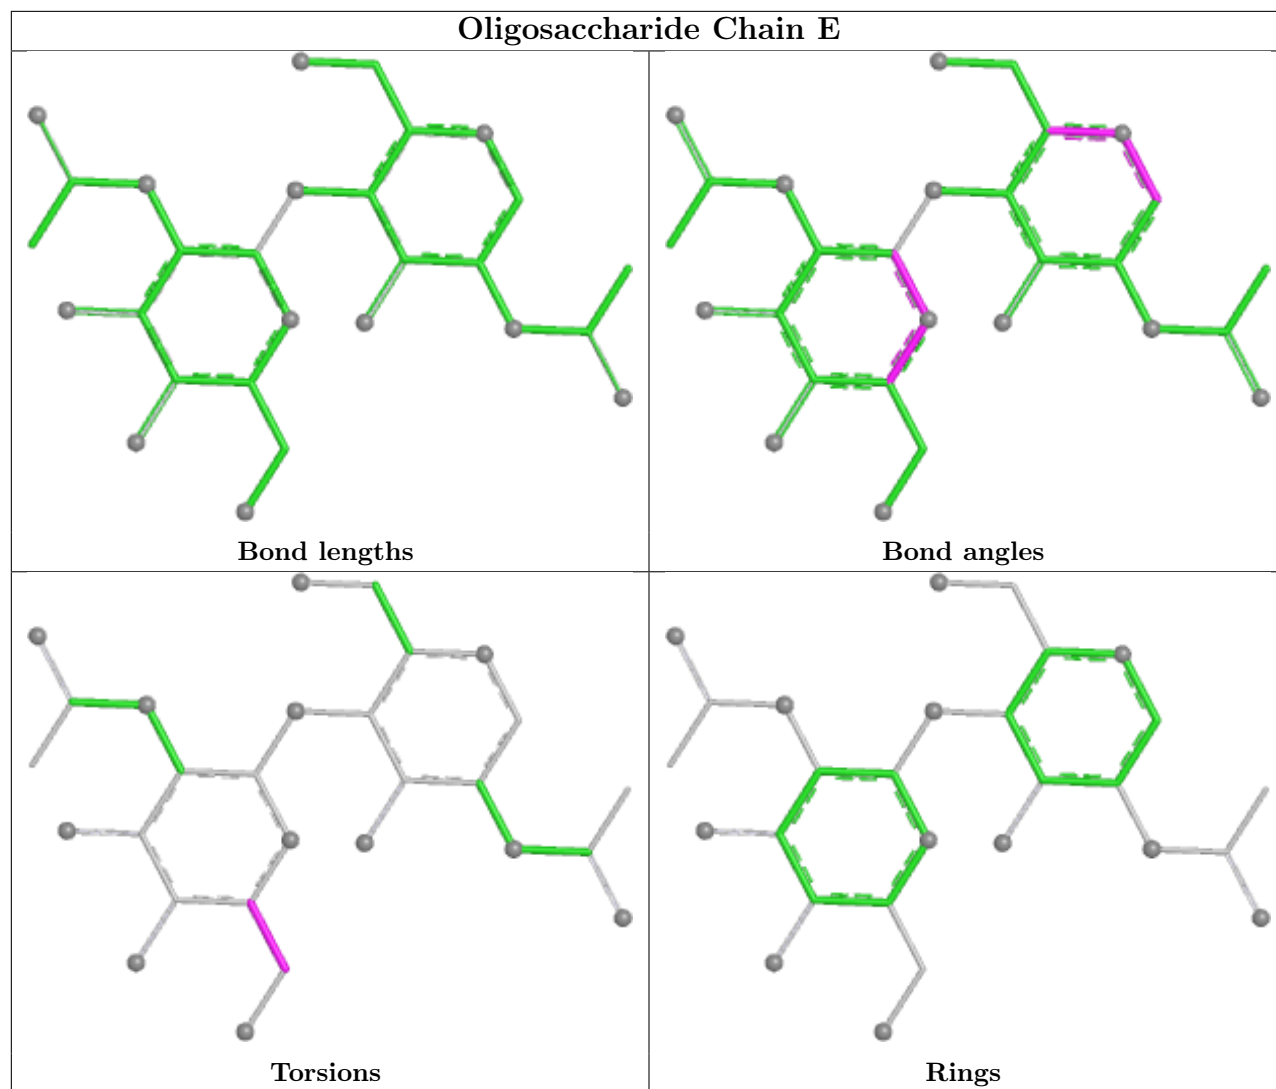 Oligosaccharide Chain E
Bond lengths
Bond angles
Torsions
Rings